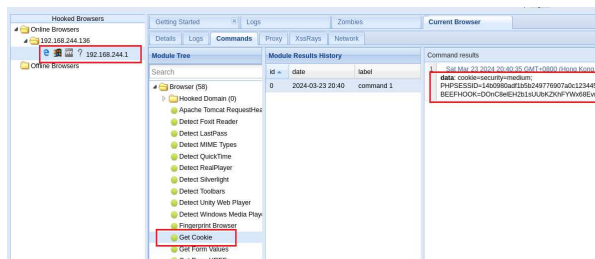 Hooked Browsers
Online Browsers
192.168.244.136
? 192.168.244.1
Offline Browsers
Getting Started
Logs
Zombies
Current Browser
Details
Logs
Commands
Proxy
XssRays
Network
Module Tree
Search
Browser (58)
Hooked Domain (0)
Apache Tomcat RequestHea
Detect Foxit Reader
Detect LastPass
Detect MIME Types
Detect QuickTime
Detect RealPlayer
Detect Silverlight
Detect Toolbars
Detect Unity Web Player
Detect Windows Media Play
Fingerprint Browser
Get Cookie
Get Form Values
Module Results History
id date label
0 2024-03-23 20:40 command 1
Command results
1 Sat Mar 23 2024 20:40:35 GMT+0800 (Hong Kong
data: cookie=security=medium;